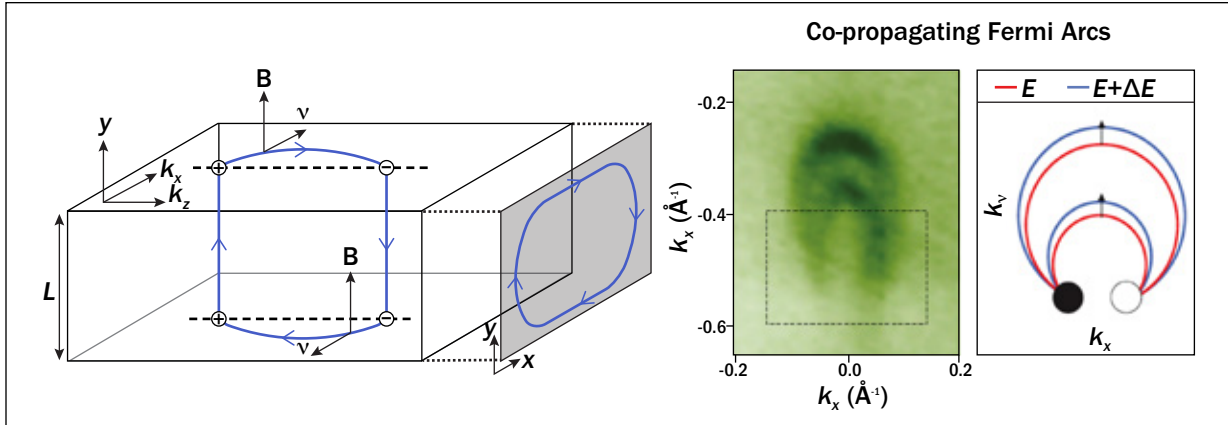 Co-propagating Fermi Arcs
B
ν
y
k_x
k_z
+
−
L
+
−
B
ν
y
x
-0.2
-0.4
-0.6
k_x (Å⁻¹)
-0.2
0.0
0.2
k_x (Å⁻¹)
E
E+ΔE
k_ν
k_x